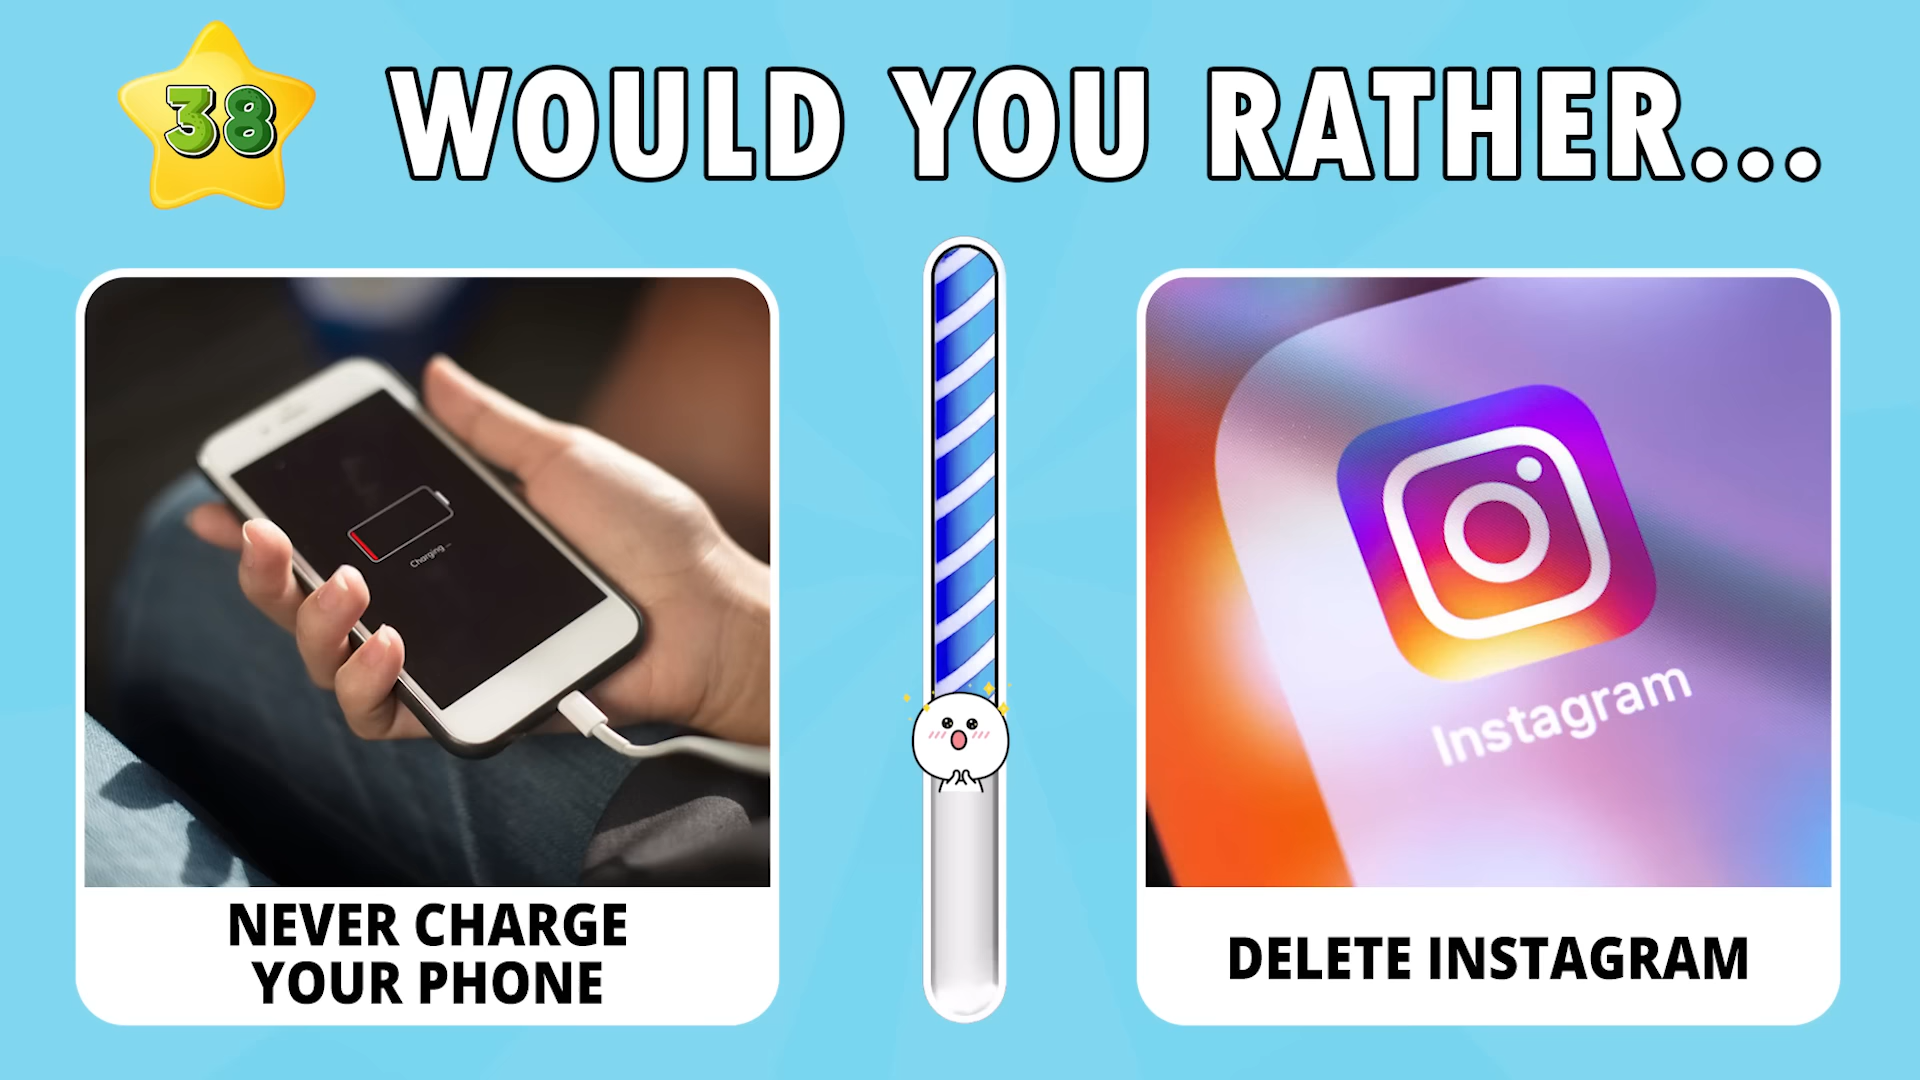 38
WOULD YOU RATHER...
Charging...
Instagram
NEVER CHARGE
YOUR PHONE
DELETE INSTAGRAM